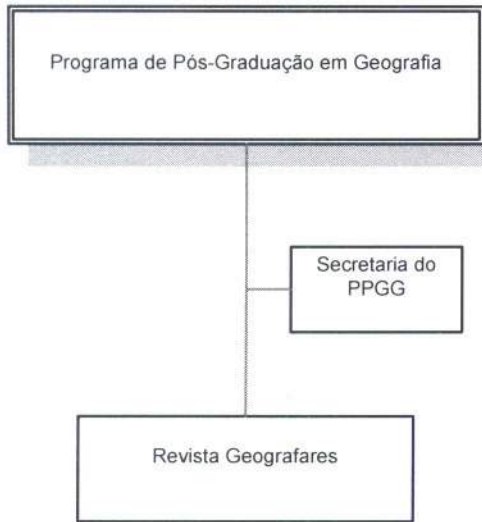 Programa de Pós-Graduação em Geografia
Secretaria do
PPGG
Revista Geografares